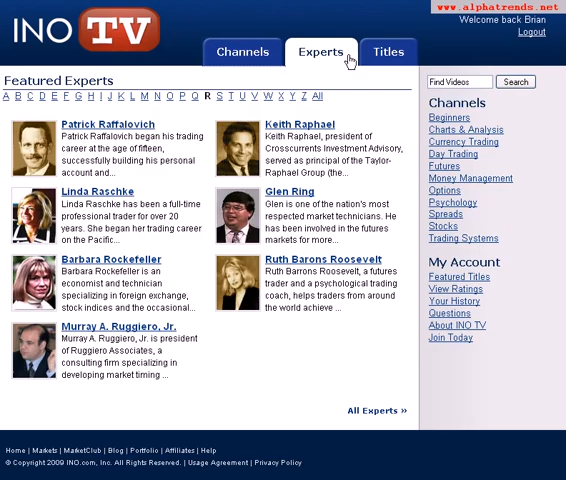 www.alphatrends.net
Welcome back Brian
Logout
INO TV
Channels
Experts
Titles
Featured Experts
A B C D E F G H I J K L M N O P Q R S T U V W X Y Z All
Patrick Raffalovich
Patrick Raffalovich began his trading
career at the age of fifteen,
successfully building his personal
account and...
Keith Raphael
Keith Raphael, president of
Crosscurrents Investment Advisory,
served as principal of the Taylor-
Raphael Group (the...
Linda Raschke
Linda Raschke has been a full-time
professional trader for over 20
years. She began her trading career
on the Pacific...
Glen Ring
Glen is one of the nation's most
respected market technicians. He
has been involved in the futures
markets for more...
Barbara Rockefeller
Barbara Rockefeller is an
economist and technician
specializing in foreign exchange,
stock indices and the occasional...
Ruth Barons Roosevelt
Ruth Barrons Roosevelt, a futures
trader and a psychological trading
coach, helps traders from around
the world achieve ...
Murray A. Ruggiero, Jr.
Murray A. Ruggiero, Jr. is president
of Ruggiero Associates, a
consulting firm specializing in
developing market timing ...
All Experts »
Find Videos
Search
Channels
Beginners
Charts & Analysis
Currency Trading
Day Trading
Futures
Money Management
Options
Psychology
Spreads
Stocks
Trading Systems
My Account
Featured Titles
View Ratings
Your History
Questions
About INO TV
Join Today
Home | Markets | MarketClub | Blog | Portfolio | Affiliates | Help
© Copyright 2009 INO.com, Inc. All Rights Reserved. | Usage Agreement | Privacy Policy